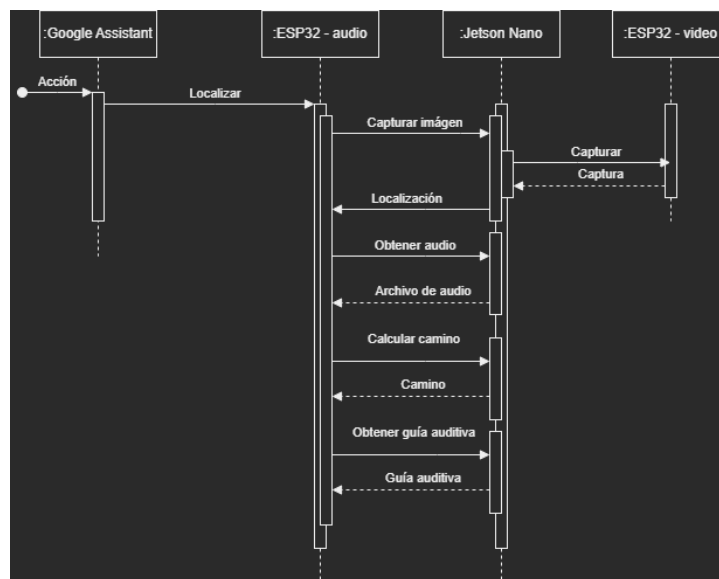 :Google Assistant
:ESP32 - audio
:Jetson Nano
:ESP32 - video
Acción
Localizar
Capturar imágen
Capturar
Captura
Localización
Obtener audio
Archivo de audio
Calcular camino
Camino
Obtener guía auditiva
Guía auditiva